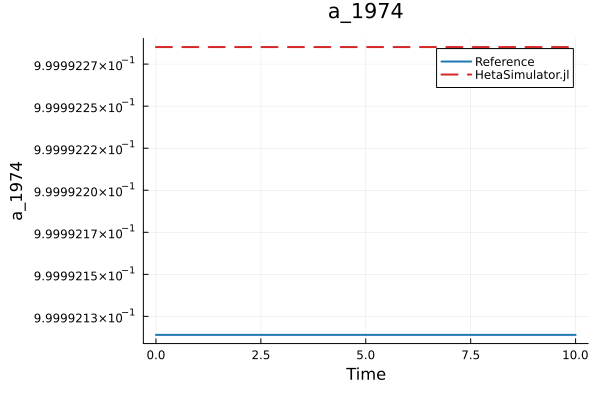 a_1974
9.9999227×10⁻¹
9.9999225×10⁻¹
9.9999222×10⁻¹
9.9999220×10⁻¹
9.9999217×10⁻¹
9.9999215×10⁻¹
9.9999213×10⁻¹
a_1974
Reference
HetaSimulator.jl
0.0 2.5 5.0 7.5 10.0
Time